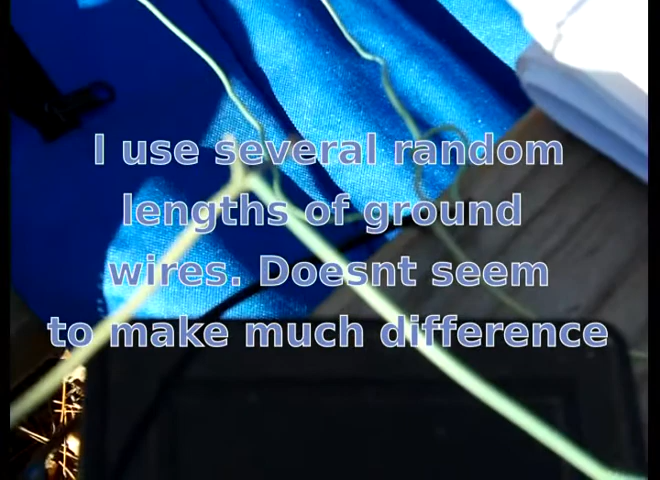 I use several random
lengths of ground
wires. Doesnt seem
to make much difference